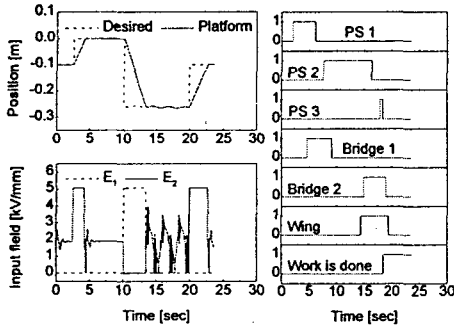 Desired Platform
0.1
0.0
-0.1
-0.2
-0.3
Position [m]
0 5 10 15 20 25 30
E₁ E₂
6
5
4
3
2
1
0
Input field [kV/mm]
0 5 10 15 20 25 30
Time [sec]
PS 1
1
0
PS 2
1
0
PS 3
1
0
Bridge 1
1
0
Bridge 2
1
0
Wing
1
0
Work is done
1
0
0 5 10 15 20 25 30
Time [sec]